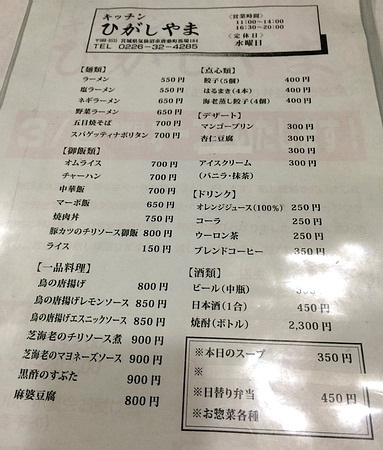 キッチン
ひがしやま
TEL 0226-32-4285
<営業時間>
11:00～14:00
16:30～20:00
<定休日>
水曜日
【麺類】
ラーメン 550円
塩ラーメン 550円
ネギラーメン 650円
野菜ラーメン 650円
五目焼そば 700円
スパゲッティナポリタン 700円
【御飯類】
オムライス 700円
チャーハン 700円
中華飯 700円
マーボ飯 650円
焼肉丼 750円
豚カツのチリソース御飯 800円
ライス 150円
【一品料理】
鳥の唐揚げ 800円
鳥の唐揚げレモンソース 850円
鳥の唐揚げエスニックソース 850円
芝海老のチリソース煮 900円
芝海老のマヨネーズソース 900円
黒酢のすぶた 900円
麻婆豆腐 800円
【点心類】
餃子(5個) 400円
はるまき(4本) 400円
海老蒸し餃子(4個) 400円
【デザート】
マンゴープリン 300円
杏仁豆腐 300円
アイスクリーム 300円
(バニラ・抹茶)
【ドリンク】
オレンジジュース(100%) 250円
コーラ 250円
ウーロン茶 250円
ブレンドコーヒー 350円
【酒類】
ビール(中瓶) 円
日本酒(1合) 450円
焼酎(ボトル) 2,300円
※本日のスープ 350円
※
※日替り弁当 450円
※お惣菜各種